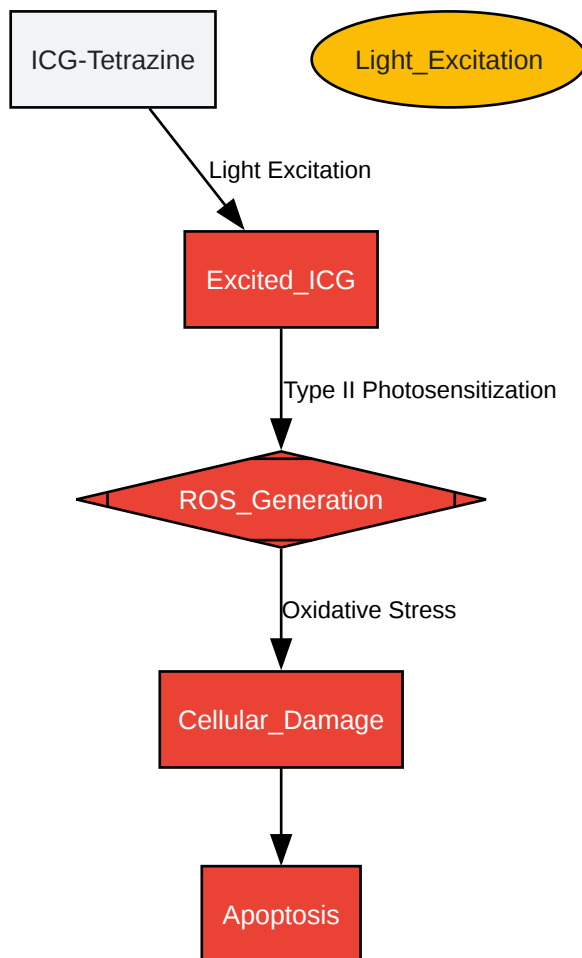 ICG-Tetrazine
Light_Excitation
Light Excitation
Excited_ICG
Type II Photosensitization
ROS_Generation
Oxidative Stress
Cellular_Damage
Apoptosis